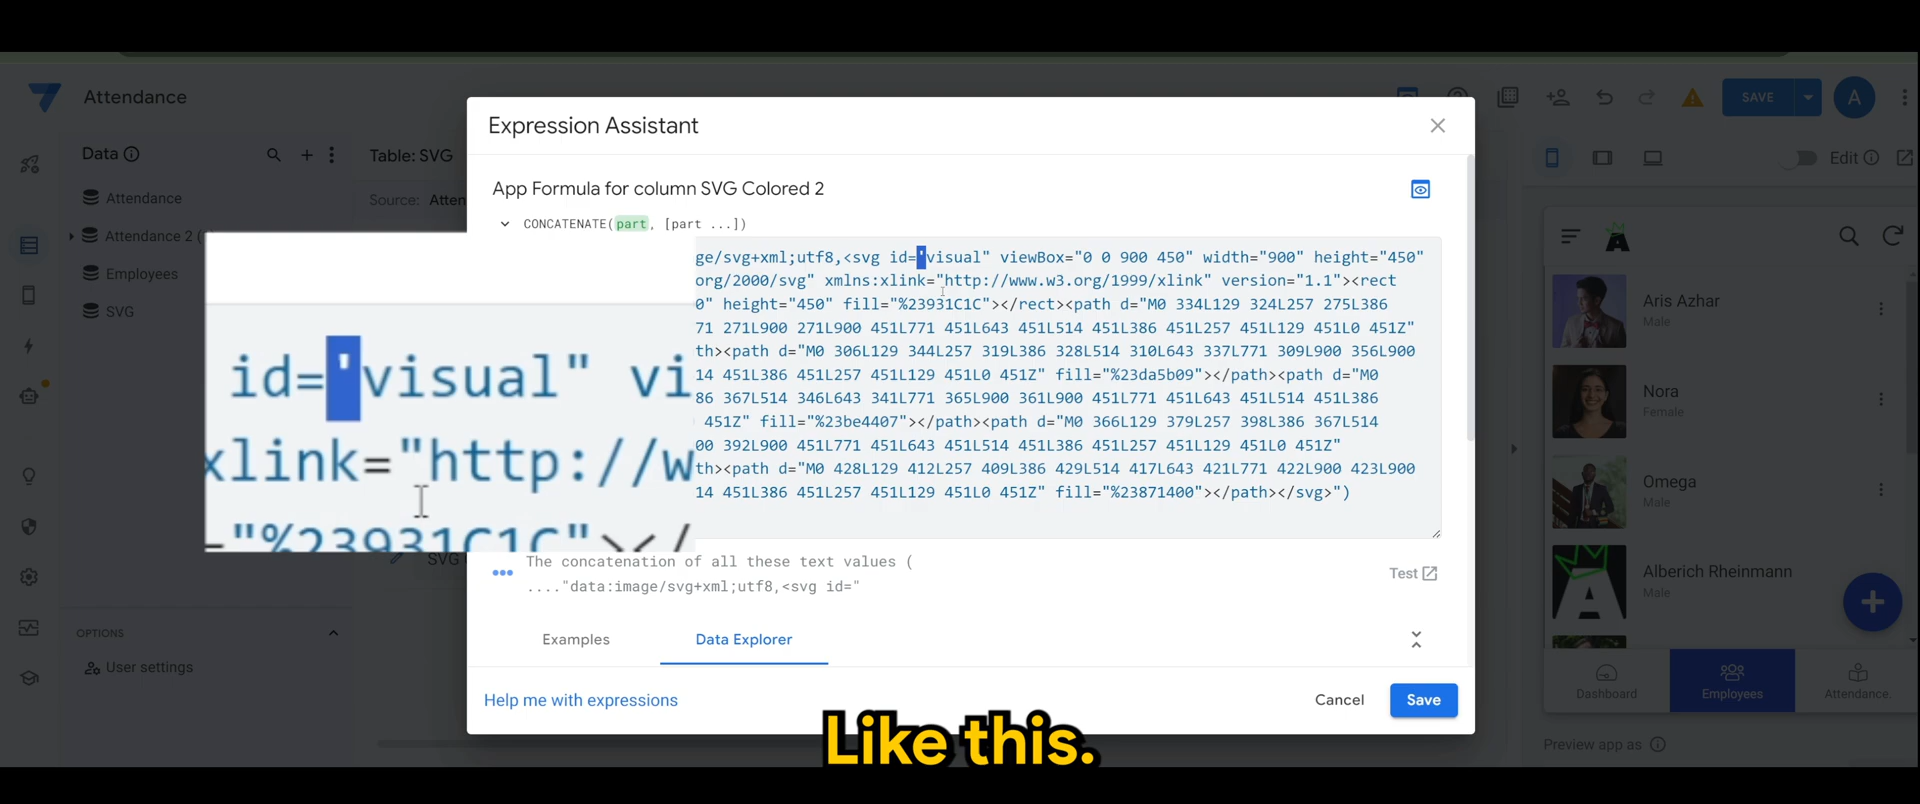 Attendance
SAVE
A
Data
Table: SVG
Edit
Attendance
Source: Atten
Attendance 2 (
Employees
SVG
Expression Assistant
App Formula for column SVG Colored 2
CONCATENATE(part, [part ...])
ge/svg+xml;utf8,<svg id='visual" viewBox="0 0 900 450" width="900" height="450"
org/2000/svg" xmlns:xlink="http://www.w3.org/1999/xlink" version="1.1"><rect
0" height="450" fill="%23931C1C"></rect><path d="M0 334L129 324L257 275L386
71 271L900 271L900 451L771 451L643 451L514 451L386 451L257 451L129 451L0 451Z"
th><path d="M0 306L129 344L257 319L386 328L514 310L643 337L771 309L900 356L900
14 451L386 451L257 451L129 451L0 451Z" fill="%23da5b09"></path><path d="M0
86 367L514 346L643 341L771 365L900 361L900 451L771 451L643 451L514 451L386
451Z" fill="%23be4407"></path><path d="M0 366L129 379L257 398L386 367L514
00 392L900 451L771 451L643 451L514 451L386 451L257 451L129 451L0 451Z"
th><path d="M0 428L129 412L257 409L386 429L514 417L643 421L771 422L900 423L900
14 451L386 451L257 451L129 451L0 451Z" fill="%23871400"></path></svg>")
id='visual" vi
xlink="http://w
="%23931C1C"></
SVG
The concatenation of all these text values (
...."data:image/svg+xml;utf8,<svg id="
Test
Examples
Data Explorer
Help me with expressions
Cancel
Save
OPTIONS
User settings
Aris Azhar
Male
Nora
Female
Omega
Male
Alberich Rheinmann
Male
Dashboard
Employees
Attendance.
Preview app as
Like this.